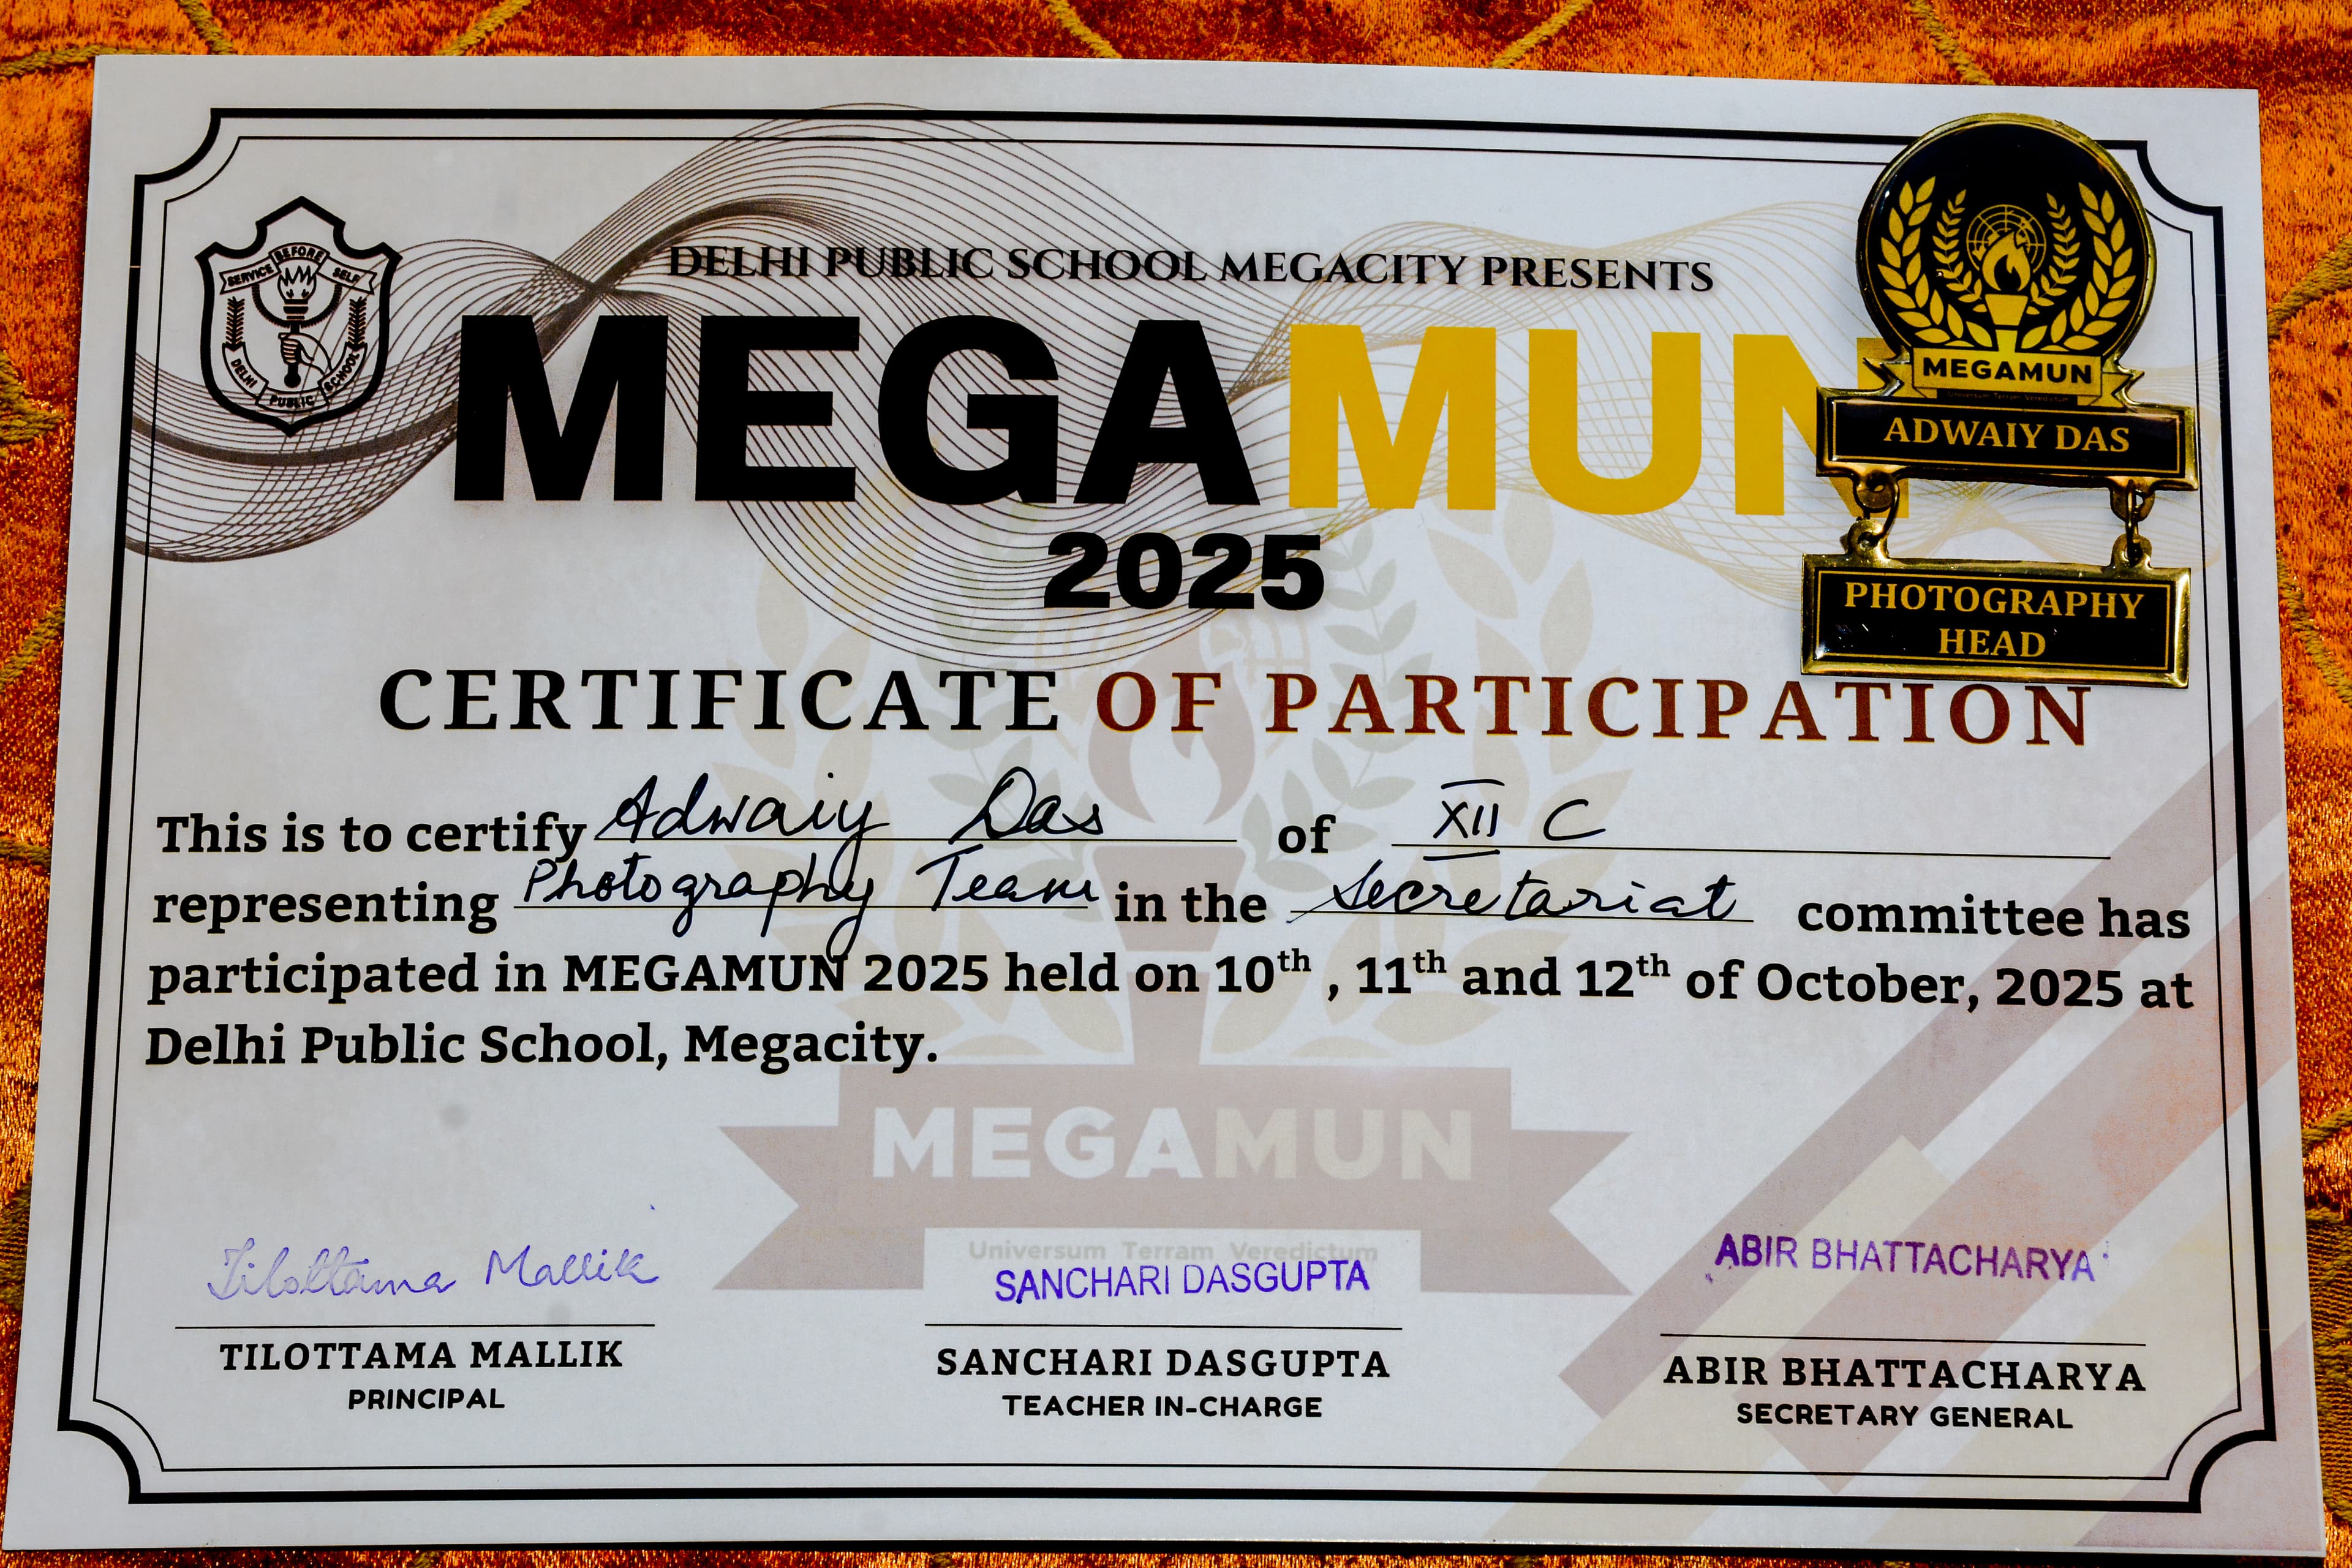 SERVICE BEFORE SELF
DELHI PUBLIC SCHOOL
DELHI PUBLIC SCHOOL MEGACITY PRESENTS
MEGAMUN
2025
MEGAMUN
Universum Terram Veredictum
ADWAIY DAS
PHOTOGRAPHY
HEAD
CERTIFICATE OF PARTICIPATION
This is to certify Adwaiy Das of XII C
representing Photography Team in the Secretariat committee has
participated in MEGAMUN 2025 held on 10th , 11th and 12th of October, 2025 at
Delhi Public School, Megacity.
MEGAMUN
Universum Terram Veredictum
Tilottama Mallik
SANCHARI DASGUPTA
ABIR BHATTACHARYA
TILOTTAMA MALLIK
PRINCIPAL
SANCHARI DASGUPTA
TEACHER IN-CHARGE
ABIR BHATTACHARYA
SECRETARY GENERAL